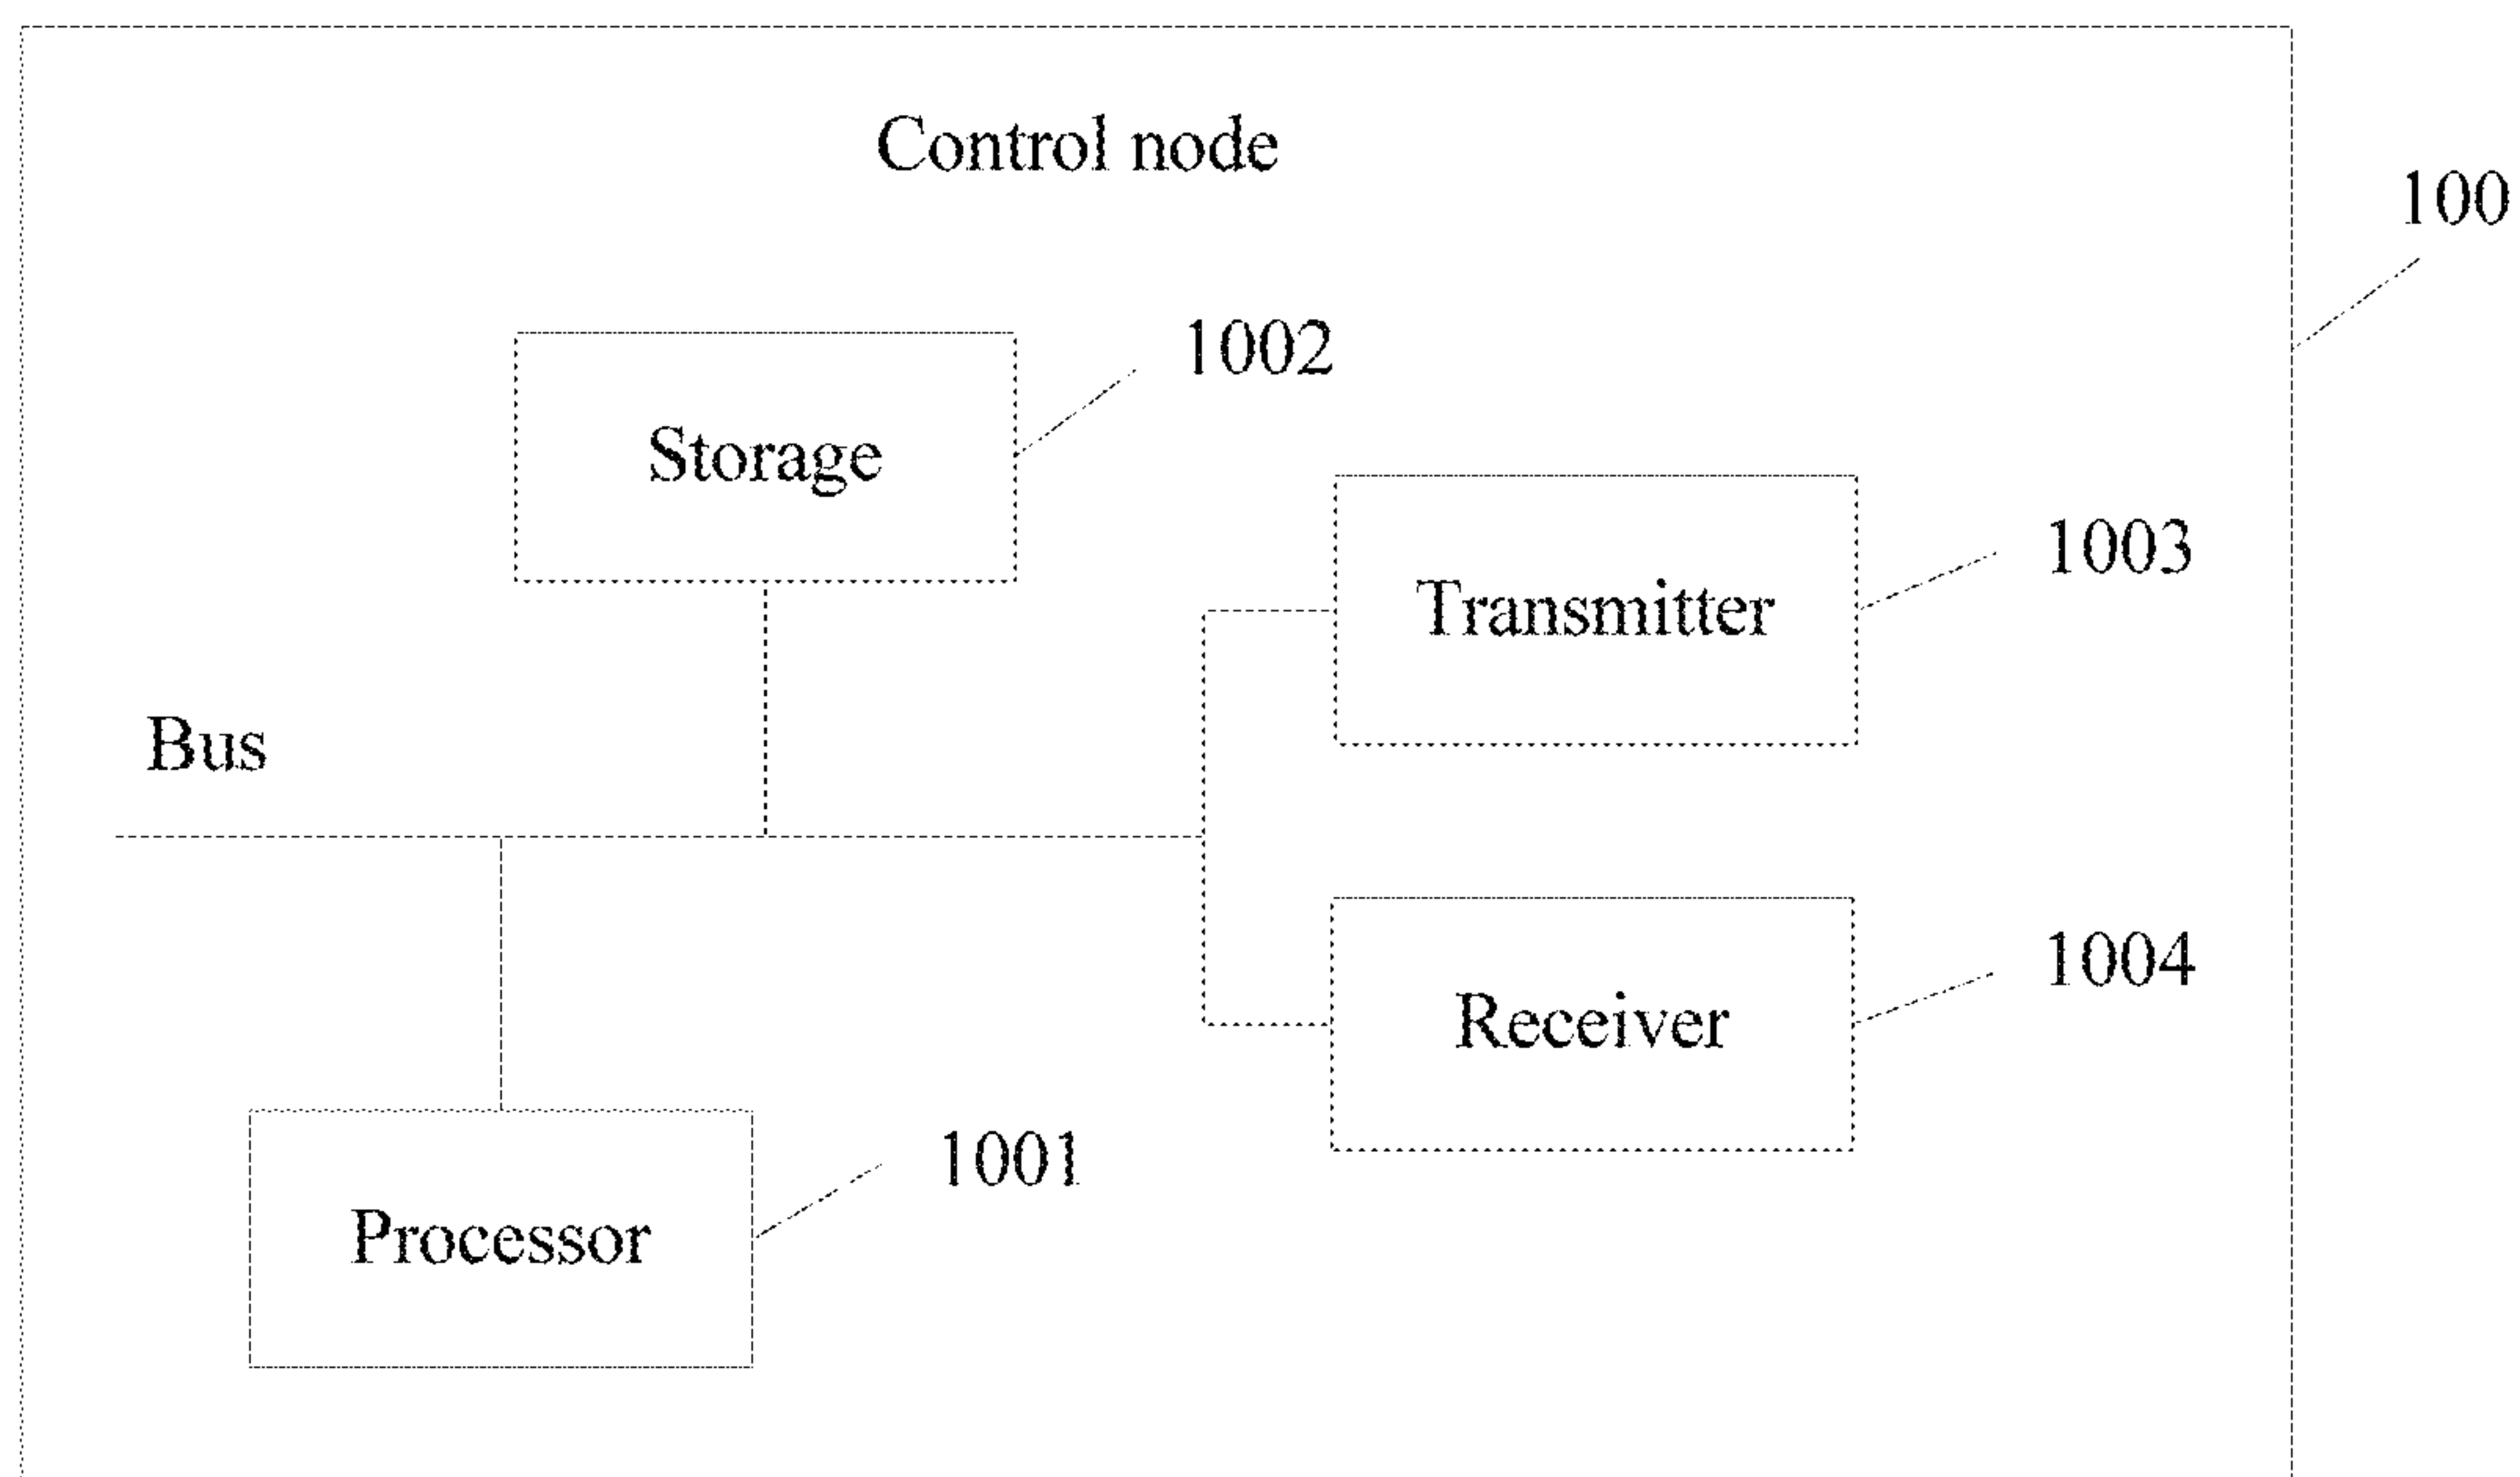 Control node
100
1002
Storage
1003
Transmitter
Bus
1004
Receiver
1001
Processor